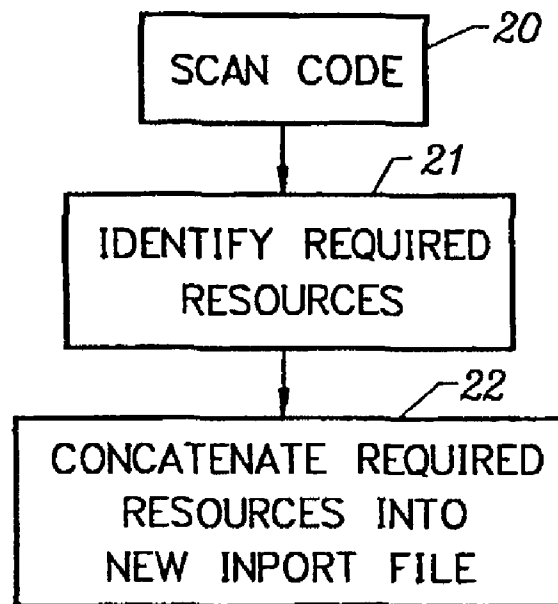 20
SCAN CODE
21
IDENTIFY REQUIRED
RESOURCES
22
CONCATENATE REQUIRED
RESOURCES INTO
NEW INPORT FILE